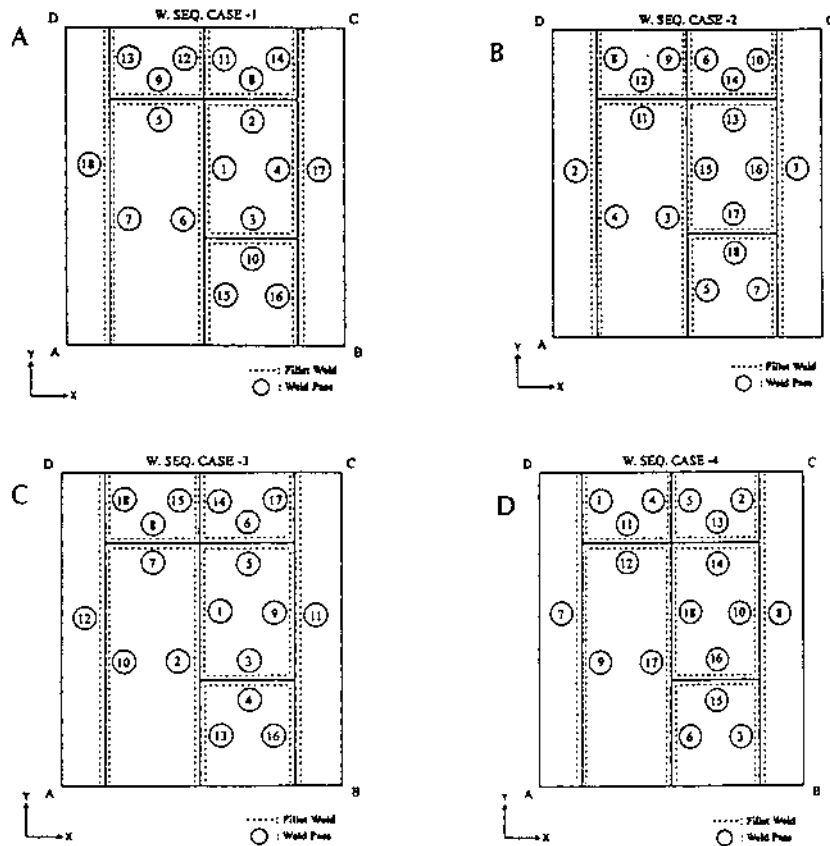 A
W. SEQ. CASE -1
D C
13 12 11 14
9 8
5 2
18 1 4 17
7 6 3
10
15 16
A B
Y
X
: Fillet Weld
: Weld Pass
B
W. SEQ. CASE -2
D C
8 9 6 10
12 14
11 13
2 15 16
4 3 17
18
5 7
A
Y
X
: Fillet Weld
: Weld Pass
C
W. SEQ. CASE -3
D C
18 15 14 17
8 6
7 5
12 1 9 11
10 2 3
4
13 16
A B
Y
X
: Fillet Weld
: Weld Pass
D
W. SEQ. CASE -4
D C
1 4 5 2
11 13
12 14
7 18 10 8
9 17 16
15
6 3
A B
Y
X
: Fillet Weld
: Weld Pass